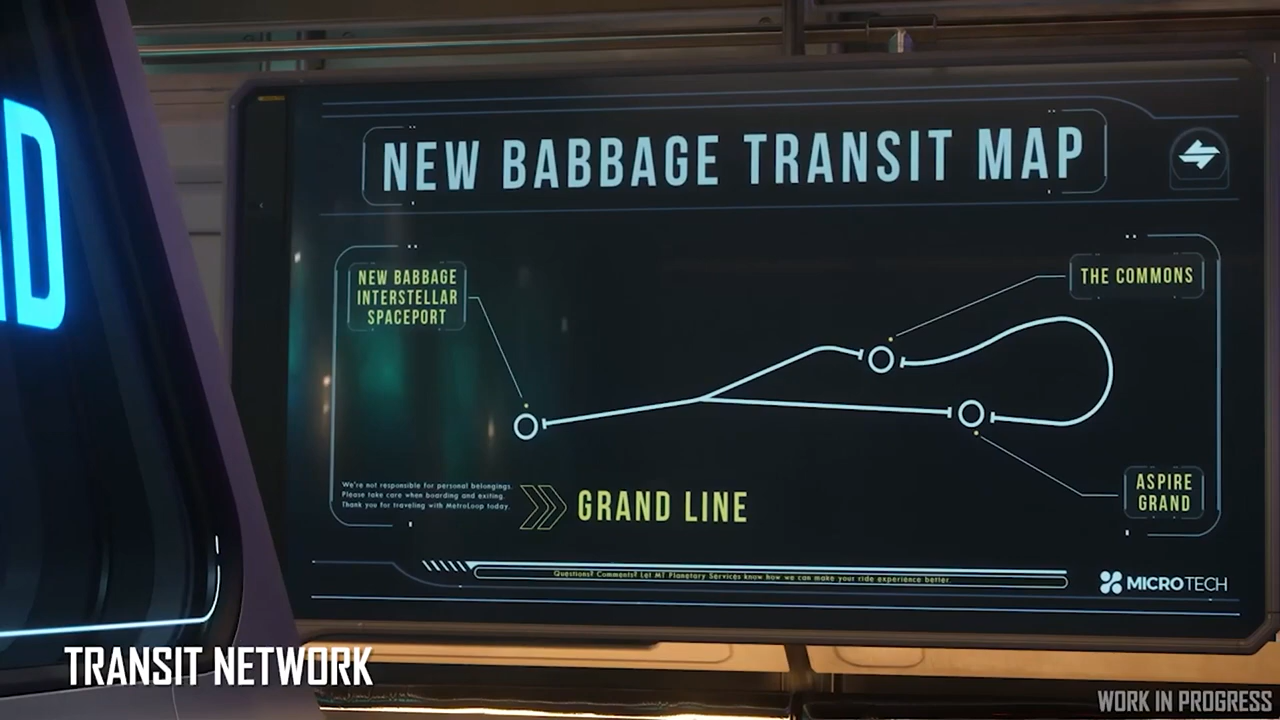 D
NEW BABBAGE TRANSIT MAP
NEW BABBAGE
INTERSTELLAR
SPACEPORT
THE COMMONS
ASPIRE
GRAND
We're not responsible for personal belongings.
Please take care when boarding and exiting.
Thank you for traveling with MetroLoop today.
GRAND LINE
Questions? Comments? Let MT Planetary Services know how we can make your ride experience better.
MICROTECH
TRANSIT NETWORK
WORK IN PROGRESS